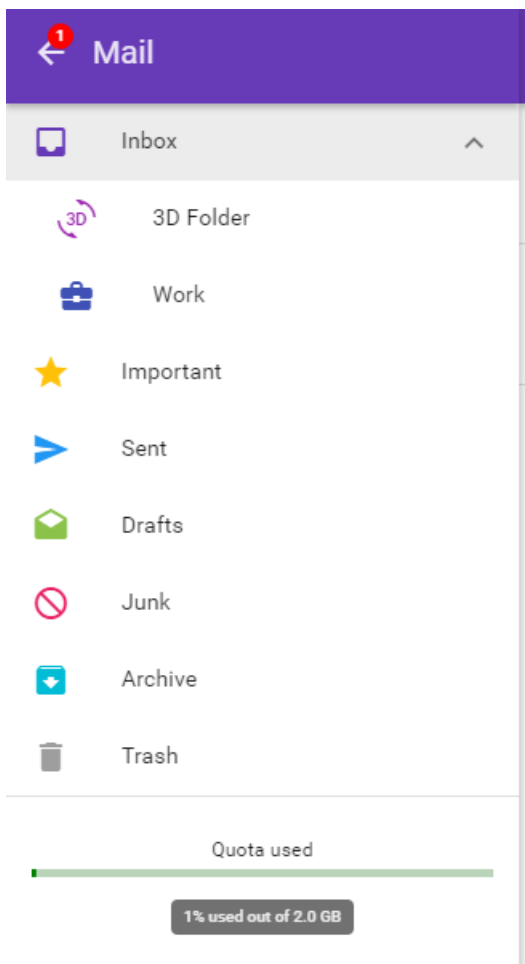 1
Mail
Inbox
3D
3D Folder
Work
Important
Sent
Drafts
Junk
Archive
Trash
Quota used
1% used out of 2.0 GB